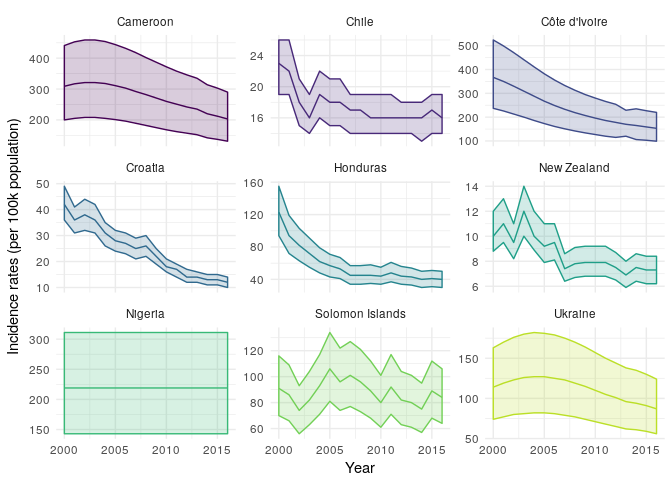 Cameroon Chile Côte d'Ivoire
400 300 200
24 20 16
500 400 300 200 100
Croatia Honduras New Zealand
50 40 30 20 10
160 120 80 40
14 12 10 8 6
Nigeria Solomon Islands Ukraine
300 250 200 150
120 100 80 60
150 100 50
2000 2005 2010 2015 2000 2005 2010 2015 2000 2005 2010 2015
Year
Incidence rates (per 100k population)